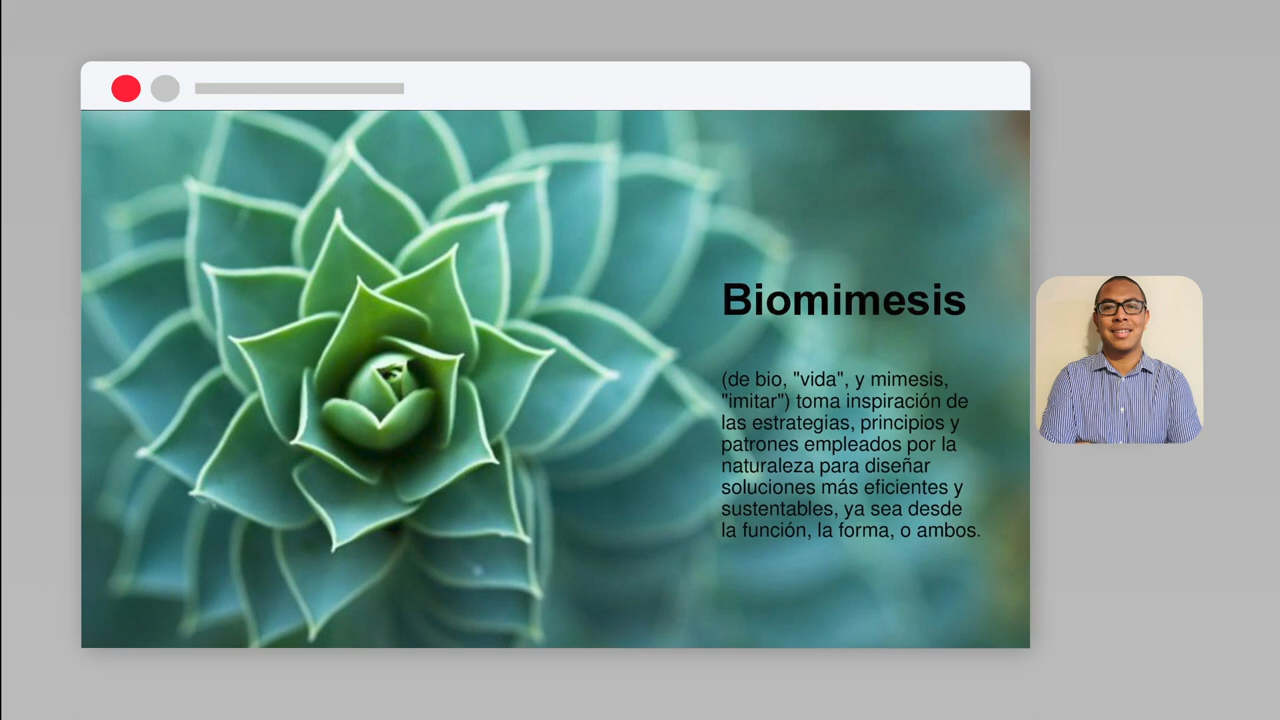 Biomimesis
(de bio, "vida", y mimesis,
"imitar") toma inspiración de
las estrategias, principios y
patrones empleados por la
naturaleza para diseñar
soluciones más eficientes y
sustentables, ya sea desde
la función, la forma, o ambos.